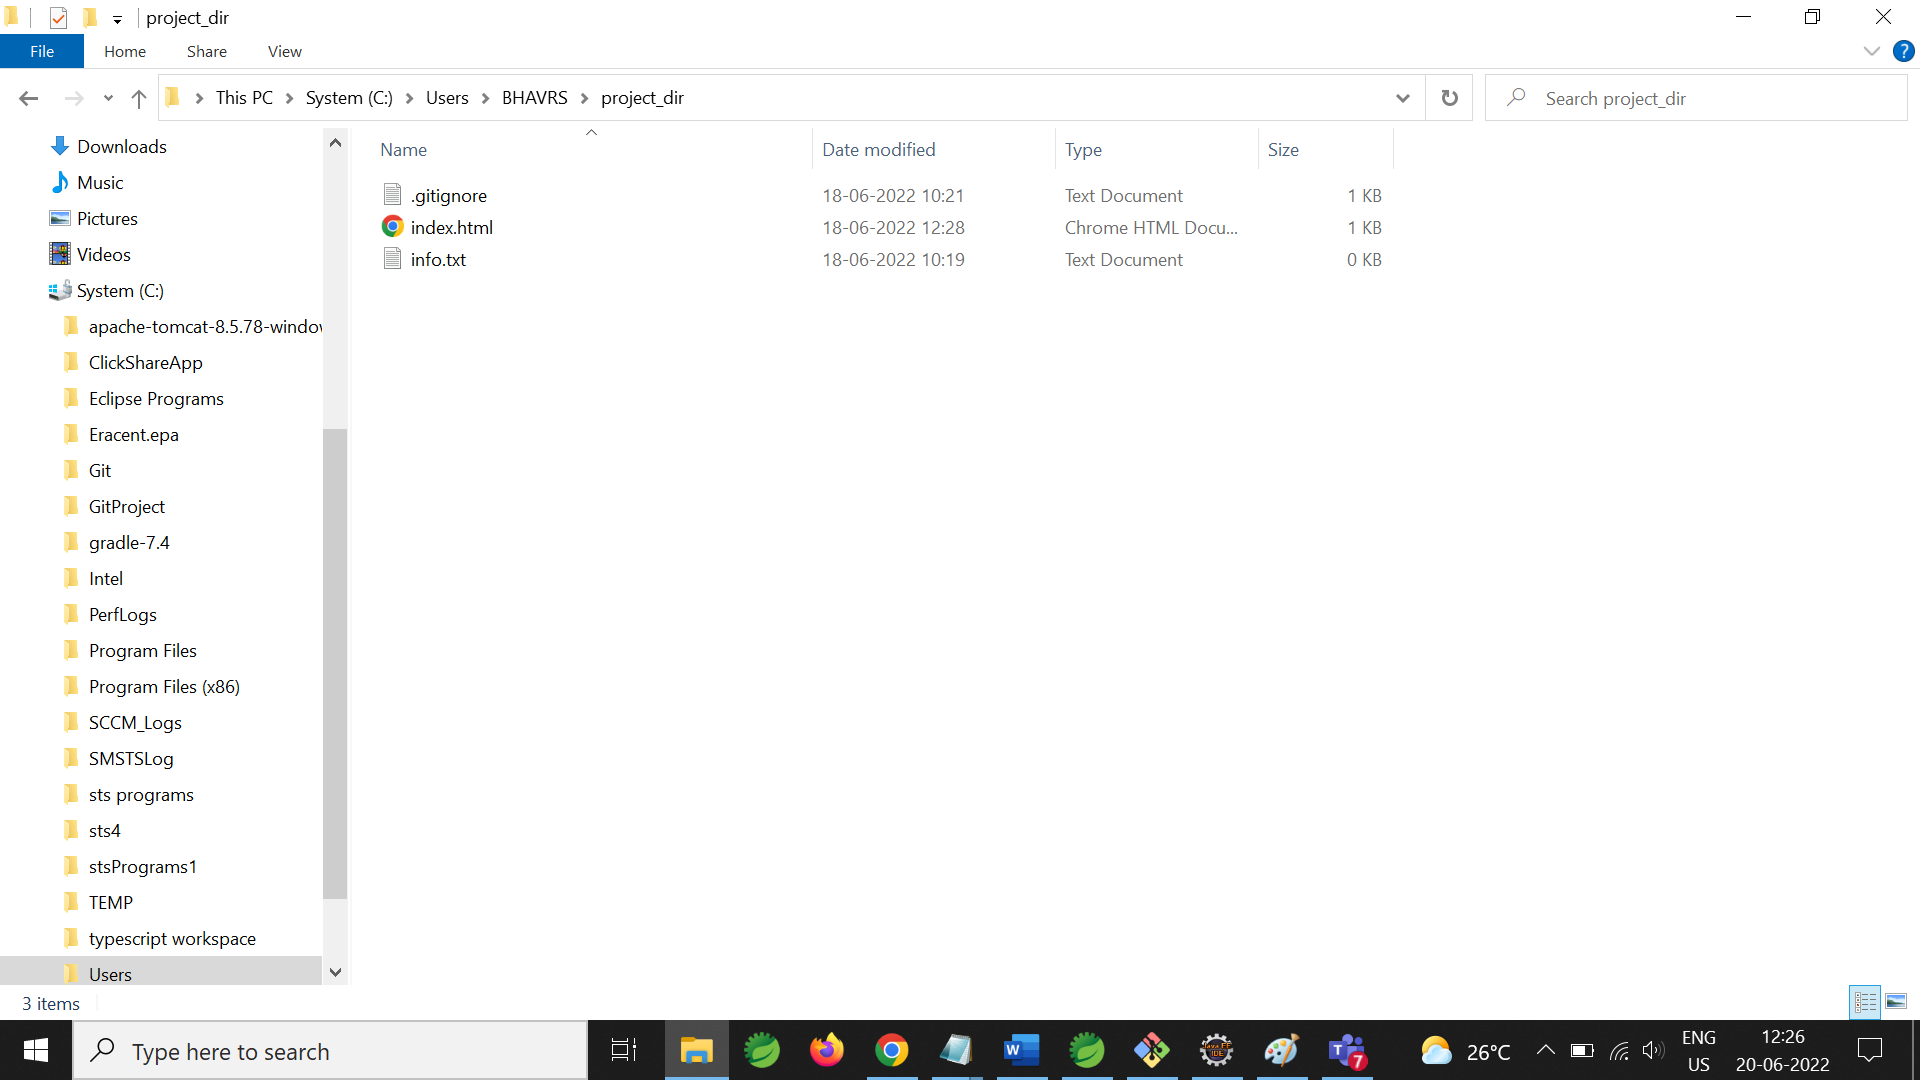 project_dir
File Home Share View
This PC System (C:) Users BHAVRS project_dir
Search project_dir
Downloads
Music
Pictures
Videos
System (C:)
apache-tomcat-8.5.78-windo
ClickShareApp
Eclipse Programs
Eracent.epa
Git
GitProject
gradle-7.4
Intel
PerfLogs
Program Files
Program Files (x86)
SCCM_Logs
SMSTSLog
sts programs
sts4
stsPrograms1
TEMP
typescript workspace
Users
Name Date modified Type Size
.gitignore 18-06-2022 10:21 Text Document 1 KB
index.html 18-06-2022 12:28 Chrome HTML Docu... 1 KB
info.txt 18-06-2022 10:19 Text Document 0 KB
3 items
Type here to search
W
Java EE
IDE
T
7
26°C
ENG
US
12:26
20-06-2022